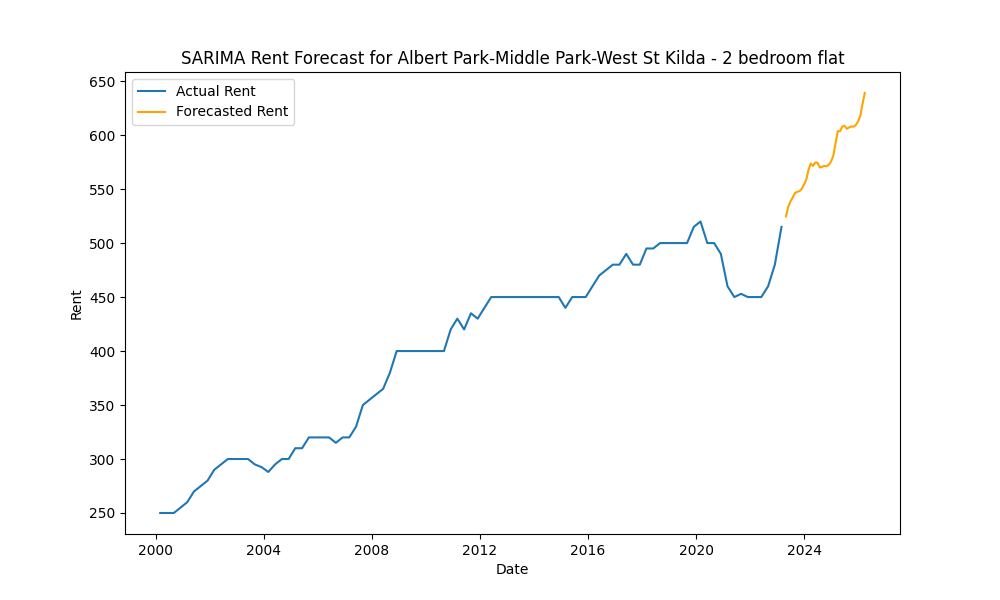 SARIMA Rent Forecast for Albert Park-Middle Park-West St Kilda - 2 bedroom flat
Actual Rent
Forecasted Rent
650
600
550
500
450
400
350
300
250
Rent
2000 2004 2008 2012 2016 2020 2024
Date